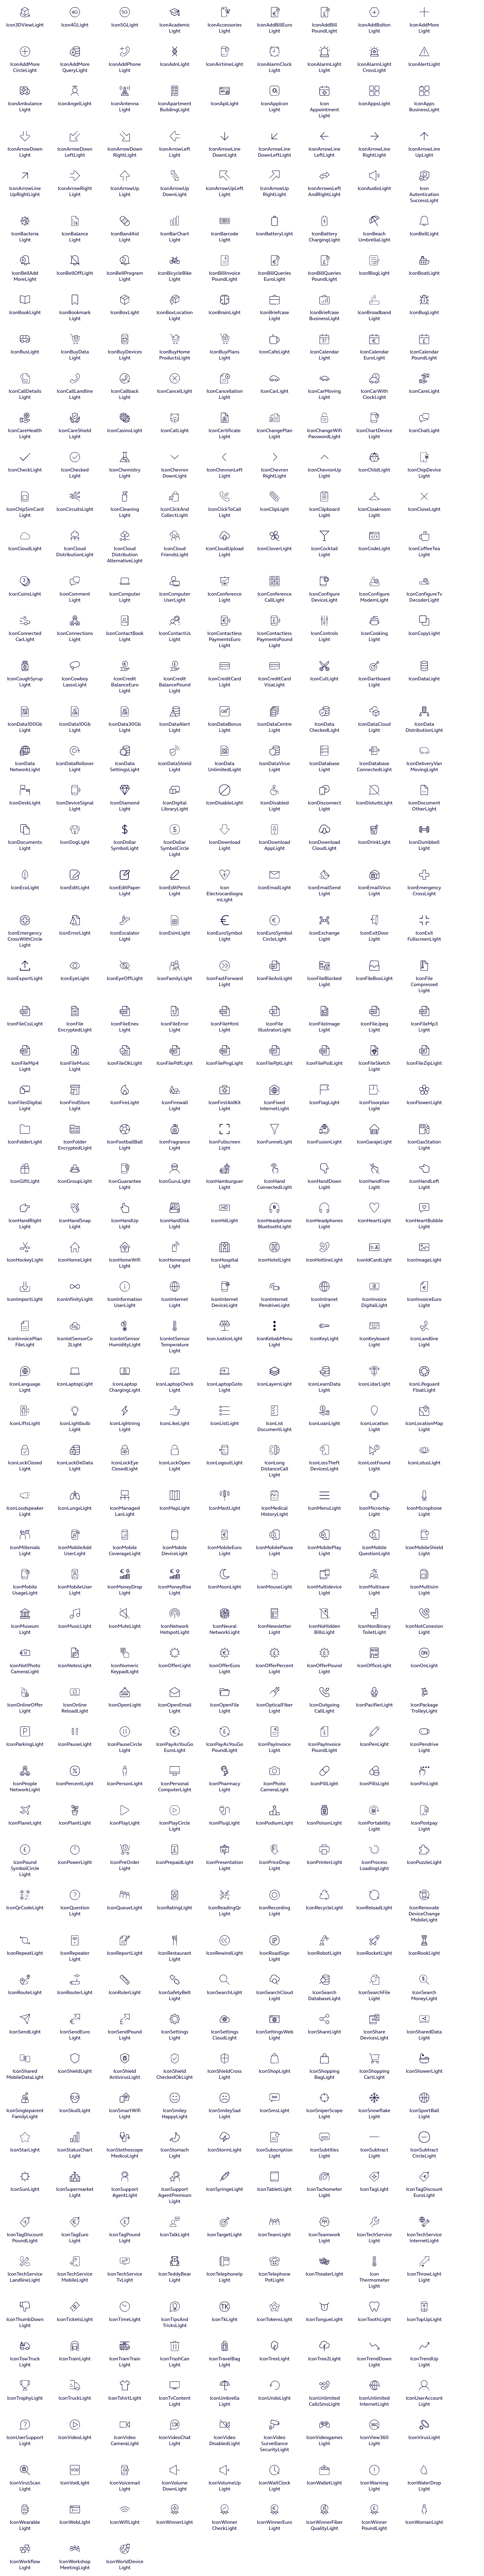 Icon3DViewLight Icon4GLight Icon5GLight IconAcademic Light IconAccessories Light IconAddBillEuro Light IconAddBill PoundLight IconAddBolton Light IconAddMore Light
IconAddMore CircleLight IconAddMore QueryLight IconAddPhone Light IconAdnLight IconAirtimeLight IconAlarmClock Light IconAlarmLight Light IconAlarmLight CrossLight IconAlertLight
IconAmbulance Light IconAngelLight IconAntenna Light IconApartment BuildingLight IconApiLight IconAppIcon Light Icon Appointment Light IconAppsLight IconApps BusinessLight
IconArrowDown Light IconArrowDown LeftLight IconArrowDown RightLight IconArrowLeft Light IconArrowLine DownLight IconArrowLine DownLeftLight IconArrowLine LeftLight IconArrowLine RightLight IconArrowLine UpLight
IconArrowLine UpRightLight IconArrowRight Light IconArrowUp Light IconArrowUp DownLight IconArrowUpLeft Light IconArrowUp RightLight IconArrowsLeft AndRightLight IconAudioLight Icon Autentication SuccessLight
IconBacteria Light IconBalance Light IconBandAid Light IconBarChart Light IconBarcode Light IconBatteryLight IconBattery ChargingLight IconBeach UmbrellaLight IconBellLight
IconBellAdd MoreLight IconBellOffLight IconBellProgram Light IconBicycleBike Light IconBillInvoice PoundLight IconBillQueries EuroLight IconBillQueries PoundLight IconBlogLight IconBoatLight
IconBookLight IconBookmark Light IconBoxLight IconBoxLocation Light IconBrainLight IconBriefcase Light IconBriefcase BusinessLight IconBroadband Light IconBugLight
IconBusLight IconBuyData Light IconBuyDevices Light IconBuyHome ProductsLight IconBuyPlans Light IconCafeLight IconCalendar Light IconCalendar EuroLight IconCalendar PoundLight
IconCallDetails Light IconCallLandline Light IconCallback Light IconCancelLight IconCancellation Light IconCarLight IconCarMoving Light IconCarWith ClockLight IconCareLight
IconCareHealth Light IconCareShield Light IconCasinoLight IconCatLight IconCertificate Light IconChangePlan Light IconChangeWifi PasswordLight IconChartDevice Light IconChatLight
IconCheckLight IconChecked Light IconChemistry Light IconChevron DownLight IconChevronLeft Light IconChevron RightLight IconChevronUp Light IconChildLight IconChipDevice Light
IconChipSimCard Light IconCircuitsLight IconCleaning Light IconClickAnd CollectLight IconClickToCall Light IconClipLight IconClipboard Light IconCloakroom Light IconCloseLight
IconCloudLight IconCloud DistributionLight IconCloud Distribution AlternativeLight IconCloud FriendsLight IconCloudUpload Light IconCloverLight IconCocktail Light IconCodeLight IconCoffeeTea Light
IconCoinsLight IconComment Light IconComputer Light IconComputer UserLight IconConference Light IconConference CallLight IconConfigure DeviceLight IconConfigure ModemLight IconConfigureTv DecoderLight
IconConnected CarLight IconConnections Light IconContactBook Light IconContactUs Light IconContactless PaymentsEuro Light IconContactless PaymentsPound Light IconControls Light IconCooking Light IconCopyLight
IconCoughSyrup Light IconCowboy LassoLight IconCredit BalanceEuro Light IconCredit BalancePound Light IconCreditCard Light IconCreditCard VisaLight IconCutLight IconDartboard Light IconDataLight
IconData100Gb Light IconData10Gb Light IconData30Gb Light IconDataAlert Light IconDataBonus Light IconDataCentre Light IconData CheckedLight IconDataCloud Light IconData DistributionLight
IconData NetworkLight IconDataRollover Light IconData SettingsLight IconDataShield Light IconData UnlimitedLight IconDataVirus Light IconDatabase Light IconDatabase ConnectedLight IconDeliveryVan MovingLight
IconDeskLight IconDeviceSignal Light IconDiamond Light IconDigital LibraryLight IconDisableLight IconDisabled Light IconDisconnect Light IconDisturbLight IconDocument OtherLight
IconDocuments Light IconDogLight IconDollar SymbolLight IconDollar SymbolCircle Light IconDownload Light IconDownload AppLight IconDownload CloudLight IconDrinkLight IconDumbbell Light
IconEcoLight IconEditLight IconEditPaper Light IconEditPencil Light Icon Electrocardiogra mLight IconEmailLight IconEmailSend Light IconEmailVirus Light IconEmergency CrossLight
IconEmergency CrossWithCircle Light IconErrorLight IconEscalator Light IconEsimLight IconEuroSymbol Light IconEuroSymbol CircleLight IconExchange Light IconExitDoor Light IconExit FullscreenLight
IconExportLight IconEyeLight IconEyeOffLight IconFamilyLight IconFastForward Light IconFileAviLight IconFileBlocked Light IconFileBoxLight IconFile Compressed Light
IconFileCssLight IconFile EncryptedLight IconFileEnex Light IconFileError Light IconFileHtml Light IconFile IllustratorLight IconFileImage Light IconFileJpeg Light IconFileMp3 Light
IconFileMp4 Light IconFileMusic Light IconFileOkLight IconFilePdfLight IconFilePngLight IconFilePptLight IconFilePsdLight IconFileSketch Light IconFileZipLight
IconFilesDigital Light IconFindStore Light IconFireLight IconFirewall Light IconFirstAidKit Light IconFixed InternetLight IconFlagLight IconFloorplan Light IconFlowerLight
IconFolderLight IconFolder EncryptedLight IconFootballBall Light IconFragrance Light IconFullscreen Light IconFunnelLight IconFusionLight IconGarageLight IconGasStation Light
IconGiftLight IconGroupLight IconGuarantee Light IconGuruLight IconHamburguer Light IconHand ConnectedLight IconHandDown Light IconHandFree Light IconHandLeft Light
IconHandRight Light IconHandSnap Light IconHandUp Light IconHardDisk Light IconHdLight IconHeadphone BluetoothLight IconHeadphones Light IconHeartLight IconHeartBubble Light
IconHockeyLight IconHomeLight IconHomeWifi Light IconHomespot Light IconHospital Light IconHotelLight IconHotlineLight IconIdCardLight IconImageLight
IconImportLight IconInfinityLight IconInformation UserLight IconInternet Light IconInternet DeviceLight IconInternet PendriveLight IconIntranet Light IconInvoice DigitalLight IconInvoiceEuro Light
IconInvoicePlan FileLight IconIotSensorCo 2Light IconIotSensor HumidityLight IconIotSensor Temperature Light IconJusticeLight IconKebabMenu Light IconKeyLight IconKeyboard Light IconLandline Light
IconLanguage Light IconLaptopLight IconLaptop ChargingLight IconLaptopCheck Light IconLaptopGoto Light IconLayersLight IconLearnData Light IconLidarLight IconLifeguard FloatLight
IconLiftsLight IconLightbulb Light IconLightning Light IconLikeLight IconListLight IconList DocumentLight IconLoanLight IconLocation Light IconLocationMap Light
IconLockClosed Light IconLockDeData Light IconLockEye ClosedLight IconLockOpen Light IconLogoutLight IconLong DistanceCall Light IconLossTheft DevicesLight IconLostFound Light IconLotusLight
IconLoudspeaker Light IconLungsLight IconManaged LanLight IconMapLight IconMastLight IconMedical HistoryLight IconMenuLight IconMicrochip Light IconMicrophone Light
IconMillenials Light IconMobileAdd UserLight IconMobile CoverageLight IconMobile DeviceLight IconMobileEuro Light IconMobilePause Light IconMobilePlay Light IconMobile QuestionLight IconMobileShield Light
IconMobile UsageLight IconMobileUser Light IconMoneyDrop Light IconMoneyRise Light IconMoonLight IconMouseLight IconMultidevice Light IconMultisave Light IconMultisim Light
IconMuseum Light IconMusicLight IconMuteLight IconNetwork HotspotLight IconNeural NetworkLight IconNewsletter Light IconNoHidden BillsLight IconNonBinary ToiletLight IconNotConexion Light
IconNotPhoto CameraLight IconNotesLight IconNumeric KeypadLight IconOfferLight IconOfferEuro Light IconOfferPercent Light IconOfferPound Light IconOfficeLight IconOnLight
IconOnlineOffer Light IconOnline ReloadLight IconOpenLight IconOpenEmail Light IconOpenFile Light IconOpticalFiber Light IconOutgoing CallLight IconPacifierLight IconPackage TrolleyLight
IconParkingLight IconPauseLight IconPauseCircle Light IconPayAsYouGo EuroLight IconPayAsYouGo PoundLight IconPayInvoice Light IconPayInvoice PoundLight IconPenLight IconPendrive Light
IconPeople NetworkLight IconPercentLight IconPersonLight IconPersonal ComputerLight IconPharmacy Light IconPhoto CameraLight IconPillLight IconPillsLight IconPinLight
IconPlaneLight IconPlantLight IconPlayLight IconPlayCircle Light IconPlugLight IconPodiumLight IconPoisonLight IconPortability Light IconPostpay Light
IconPound SymbolCircle Light IconPowerLight IconPreOrder Light IconPrepaidLight IconPresentation Light IconPriceDrop Light IconPrinterLight IconProcess LoadingLight IconPuzzleLight
IconQrCodeLight IconQuestion Light IconQueueLight IconRatingLight IconReadingQr Light IconRecording Light IconRecycleLight IconReloadLight IconRenovate DeviceChange MobileLight
IconRepeatLight IconRepeater Light IconReportLight IconRestaurant Light IconRewindLight IconRoadSign Light IconRobotLight IconRocketLight IconRookLight
IconRouteLight IconRouterLight IconRulerLight IconSafetyBelt Light IconSearchLight IconSearchCloud Light IconSearch DatabaseLight IconSearchFile Light IconSearch MoneyLight
IconSendLight IconSendEuro Light IconSendPound Light IconSettings Light IconSettings CloudLight IconSettingsWeb Light IconShareLight IconShare DevicesLight IconSharedData Light
IconShared MobileDataLight IconShieldLight IconShield AntivirusLight IconShield CheckedOkLight IconShieldCross Light IconShopLight IconShopping BagLight IconShopping CartLight IconShowerLight
IconSingleparent FamilyLight IconSkullLight IconSmartWifi Light IconSmiley HappyLight IconSmileySad Light IconSmsLight IconSniperScope Light IconSnowflake Light IconSportBall Light
IconStarLight IconStatusChart Light IconStethoscope MedicoLight IconStomach Light IconStormLight IconSubscription Light IconSubtitles Light IconSubtract Light IconSubtract CircleLight
IconSunLight IconSupermarket Light IconSupport AgentLight IconSupport AgentPremium Light IconSyringeLight IconTabletLight IconTachometer Light IconTagLight IconTagDiscount EuroLight
IconTagDiscount PoundLight IconTagEuro Light IconTagPound Light IconTalkLight IconTargetLight IconTeamLight IconTeamwork Light IconTechService Light IconTechService InternetLight
IconTechService LandlineLight IconTechService MobileLight IconTechService TvLight IconTeddyBear Light IconTelephoneIp Light IconTelephone PotLight IconTheaterLight Icon Thermometer Light IconThrowLight
IconThumbDown Light IconTicketsLight IconTimeLight IconTipsAnd TricksLight IconTkLight IconTokensLight IconTongueLight IconToothLight IconTopUpLight
IconTowTruck Light IconTrainLight IconTramTrain Light IconTrashCan Light IconTravelBag Light IconTreeLight IconTree2Light IconTrendDown Light IconTrendUp Light
IconTrophyLight IconTruckLight IconTshirtLight IconTvContent Light IconUmbrella Light IconUndoLight IconUnlimited CallsSmsLight IconUnlimited InternetLight IconUserAccount Light
IconUserSupport Light IconVideoLight IconVideo CameraLight IconVideoChat Light IconVideo DisabledLight IconVideo Surveillance SecurityLight IconVideogames Light IconView360 Light IconVirusLight
IconVirusScan Light IconVodLight IconVoicemail Light IconVolume DownLight IconVolumeUp Light IconWaitClock Light IconWalletLight IconWarning Light IconWaterDrop Light
IconWearable Light IconWebLight IconWifiLight IconWinnerLight IconWinner CheckLight IconWinnerEuro Light IconWinnerFiber QualityLight IconWinner PoundLight IconWomanLight
IconWorkflow Light IconWorkshop MeetingLight IconWorldDevice Light